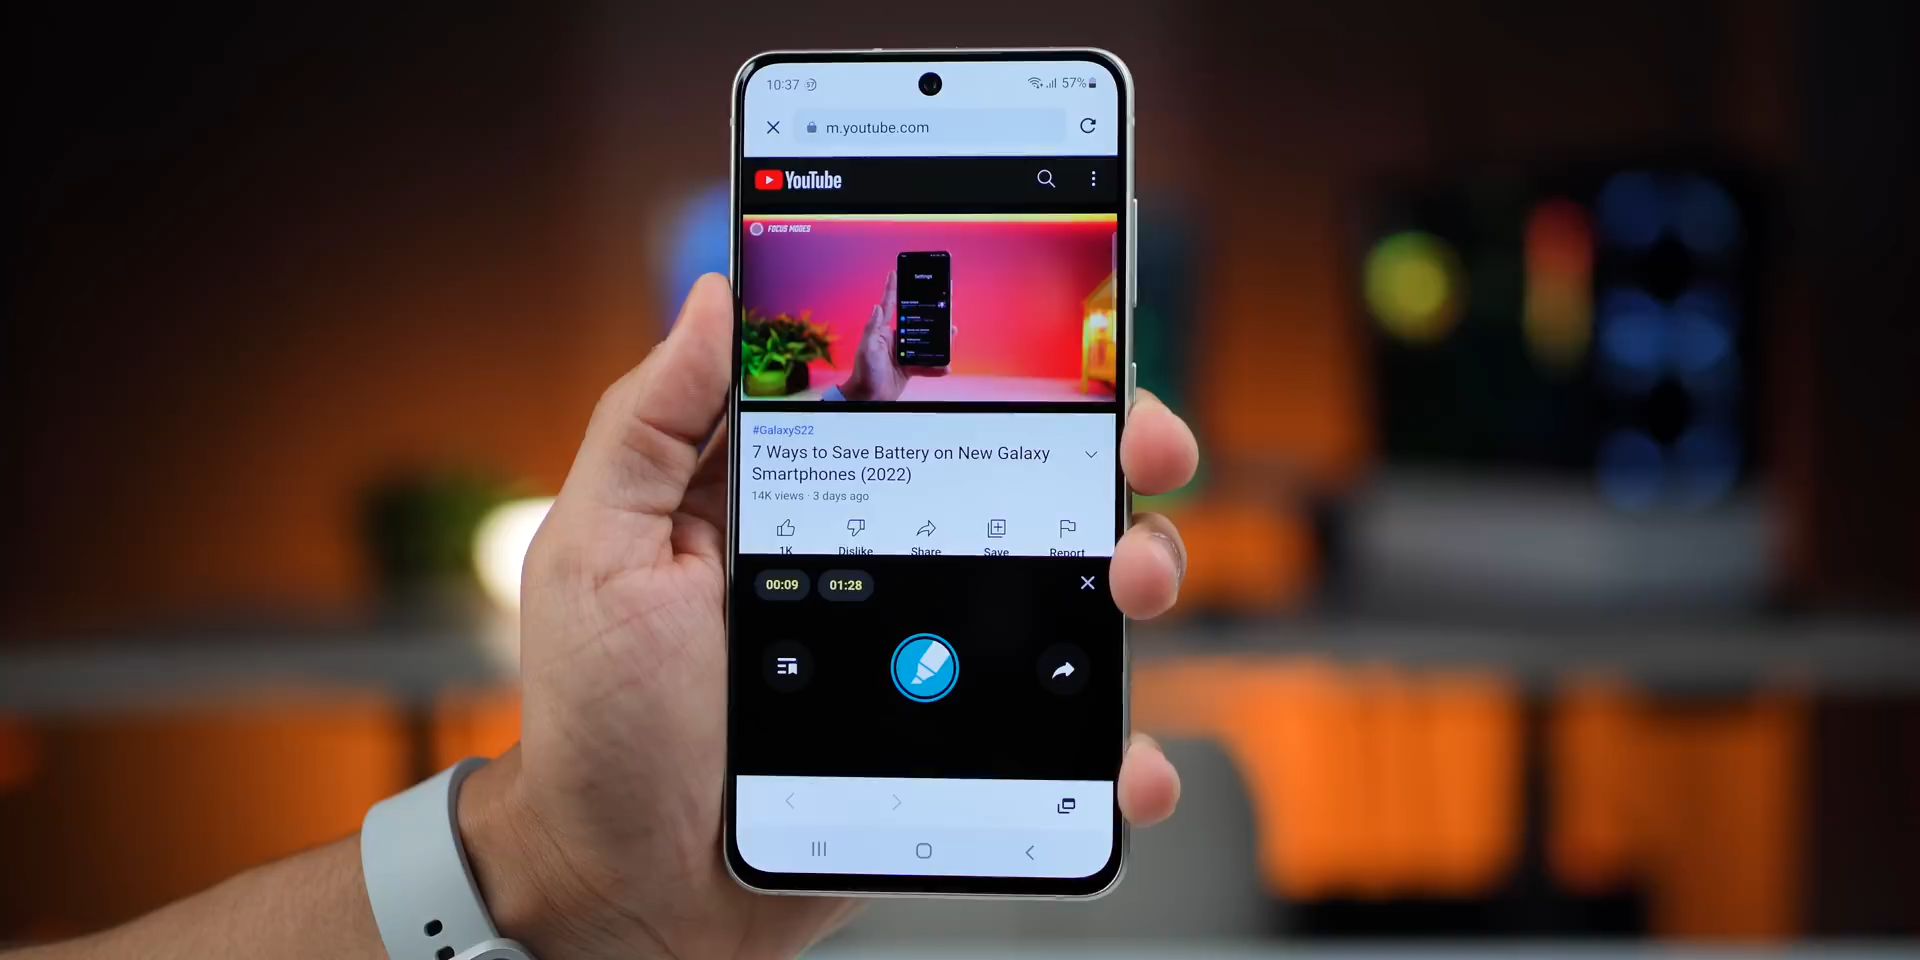 10:37
57%
m.youtube.com
YouTube
FOCUS MODES
Settings
#GalaxyS22
7 Ways to Save Battery on New Galaxy
Smartphones (2022)
14K views · 3 days ago
1K Dislike Share Save Report
00:09 01:28